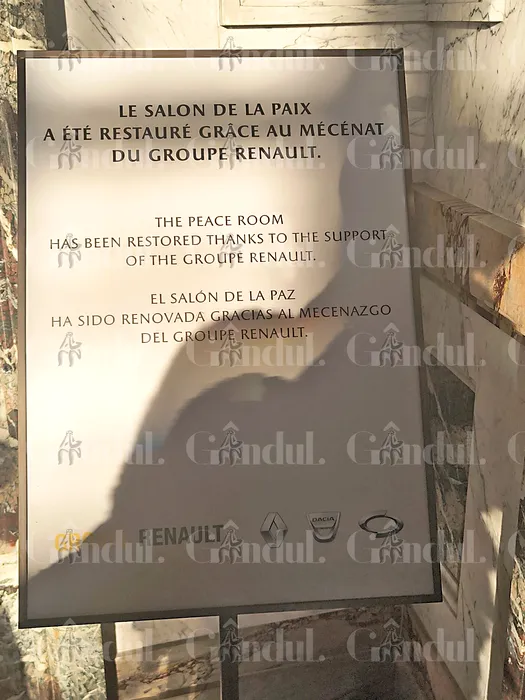 LE SALON DE LA PAIX
A ÉTÉ RESTAURÉ GRÂCE AU MÉCÉNAT
DU GROUPE RENAULT.
THE PEACE ROOM
HAS BEEN RESTORED THANKS TO THE SUPPORT
OF THE GROUPE RENAULT.
EL SALÓN DE LA PAZ
HA SIDO RENOVADA GRACIAS AL MECENAZGO
DEL GROUPE RENAULT.
RENAULT DACIA
Gândul.